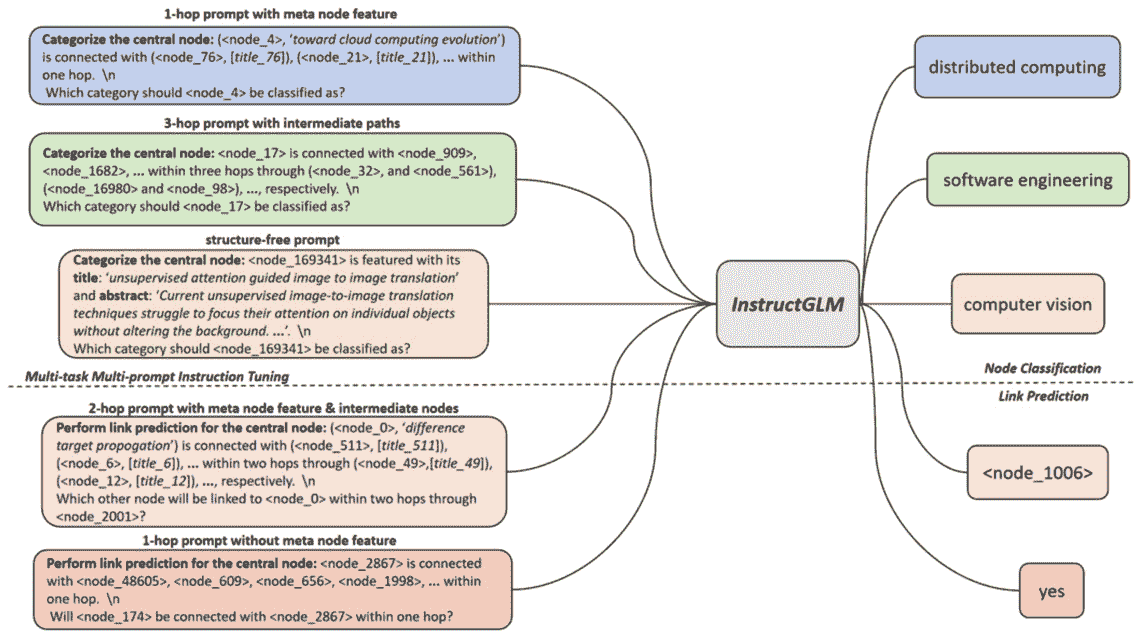 1-hop prompt with meta node feature
Categorize the central node: (<node_4>, 'toward cloud computing evolution')
is connected with (<node_76>, [title_76]), (<node_21>, [title_21]), ... within
one hop. \n
Which category should <node_4> be classified as?
3-hop prompt with intermediate paths
Categorize the central node: <node_17> is connected with <node_909>,
<node_1682>, ... within three hops through (<node_32>, and <node_561>),
(<node_16980> and <node_98>), ..., respectively. \n
Which category should <node_17> be classified as?
structure-free prompt
Categorize the central node: <node_169341> is featured with its
title: 'unsupervised attention guided image to image translation'
and abstract: 'Current unsupervised image-to-image translation
techniques struggle to focus their attention on individual objects
without altering the background. ...'. \n
Which category should <node_169341> be classified as?
Multi-task Multi-prompt Instruction Tuning
2-hop prompt with meta node feature & intermediate nodes
Perform link prediction for the central node: (<node_0>, 'difference
target propogation') is connected with (<node_511>, [title_511]),
(<node_6>, [title_6]), ... within two hops through (<node_49>,[title_49]),
(<node_12>, [title_12]), ..., respectively. \n
Which other node will be linked to <node_0> within two hops through
<node_2001>?
1-hop prompt without meta node feature
Perform link prediction for the central node: <node_2867> is connected
with <node_48605>, <node_609>, <node_656>, <node_1998>, ... within
one hop. \n
Will <node_174> be connected with <node_2867> within one hop?
InstructGLM
distributed computing
software engineering
computer vision
Node Classification
Link Prediction
<node_1006>
yes